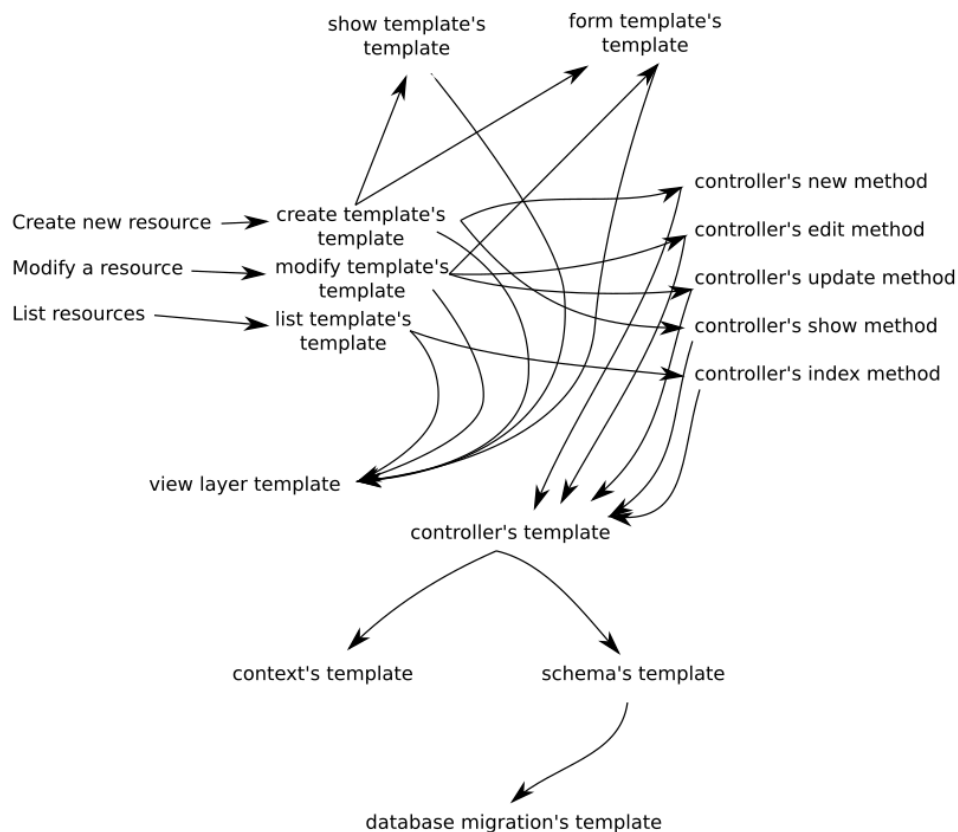 show template's
template
form template's
template
controller's new method
Create new resource
create template's
template
controller's edit method
Modify a resource
modify template's
template
controller's update method
List resources
list template's
template
controller's show method
controller's index method
view layer template
controller's template
context's template
schema's template
database migration's template